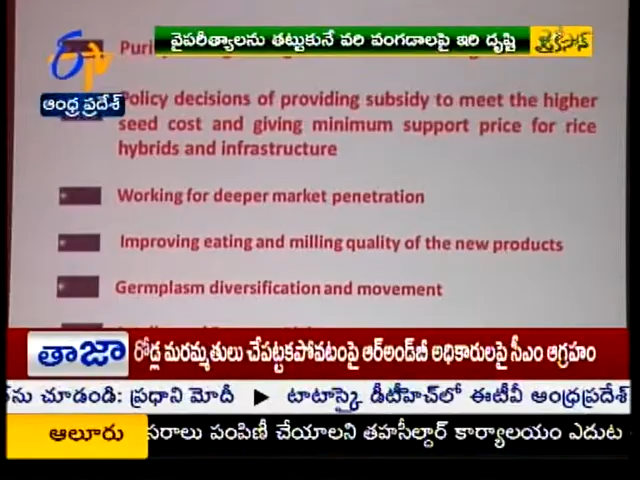 వైపరీత్యాలను తట్టుకునే వరి వంగడాలపై ఇరి దృష్టి
ఆంధ్ర ప్రదేశ్
Policy decisions of providing subsidy to meet the higher
seed cost and giving minimum support price for rice
hybrids and infrastructure
Working for deeper market penetration
Improving eating and milling quality of the new products
Germplasm diversification and movement
తాజా రోడ్ల మరమ్మతులు చేపట్టకపోవటంపై ఆర్అండ్‌బీ అధికారులపై సీఎం ఆగ్రహం
చూడండి: ప్రధాని మోదీ ▶ టాటాస్కై డీటీహెచ్‌లో ఈటీవీ ఆంధ్రప్రదేశ్
ఆలూరు సరాలు పంపిణీ చేయాలని తహసీల్దార్ కార్యాలయం ఎదుట